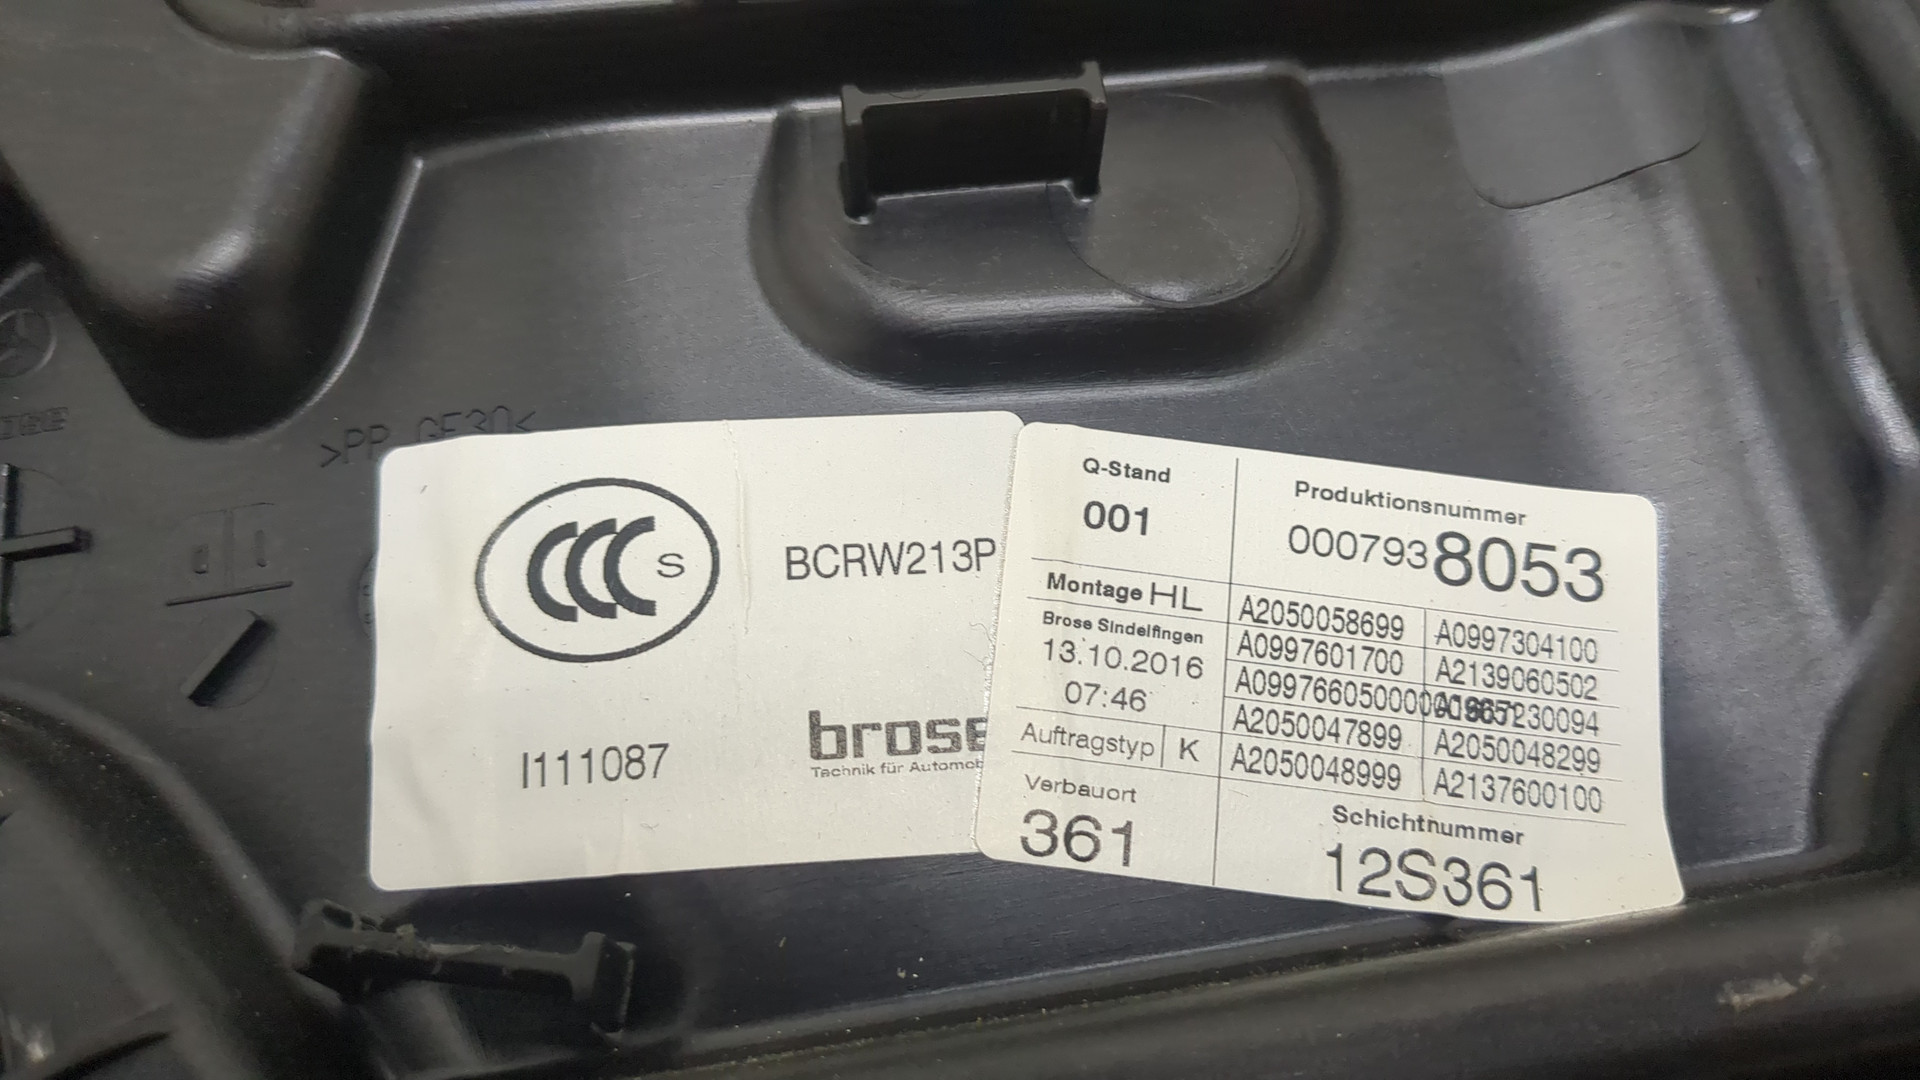 >PP GF30<
CCC S
BCRW213P
I111087
brose
Technik für Automob
Q-Stand
001
Produktionsnummer
0007938053
Montage HL
Brose Sindelfingen
13.10.2016
07:46
Auftragstyp K
Verbauort
361
A2050058699 A0997304100
A0997601700 A2139060502
A2050047899 A2050048299
A2050048999 A2137600100
Schichtnummer
12S361